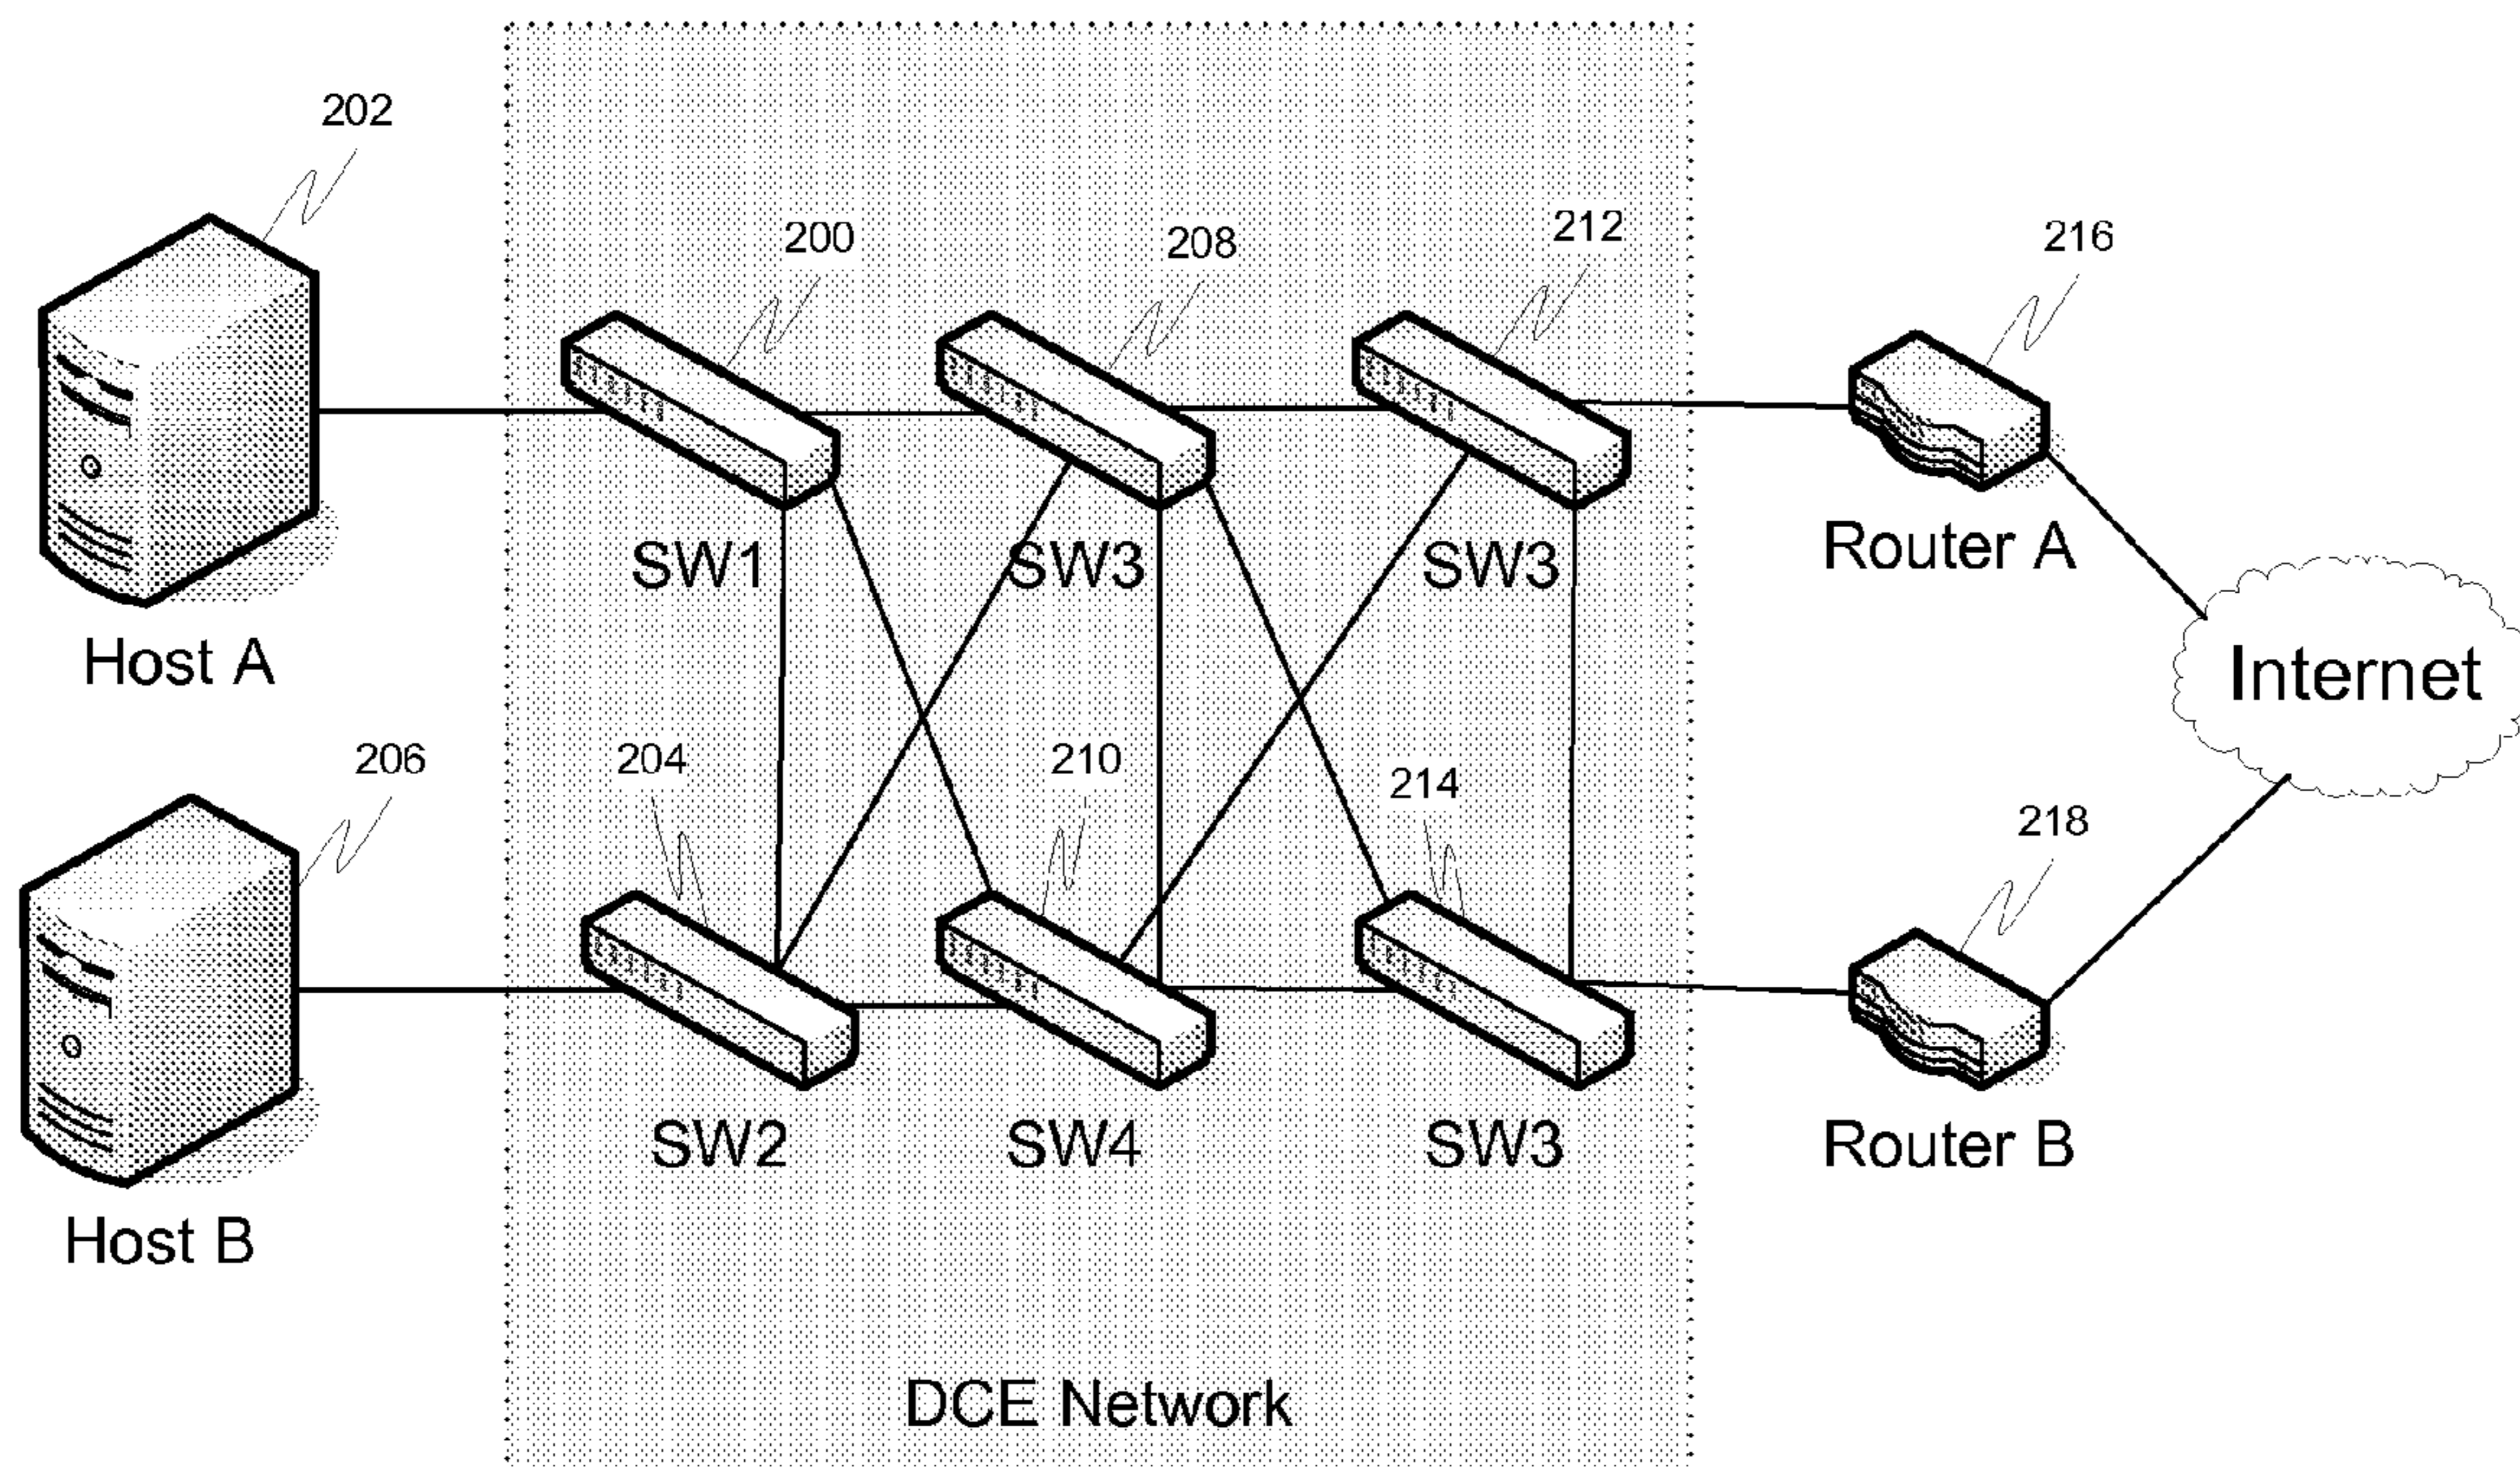 202
200
208
212
216
SW1
SW3
SW3
Router A
Host A
Internet
206
204
210
214
218
SW2
SW4
SW3
Router B
Host B
DCE Network